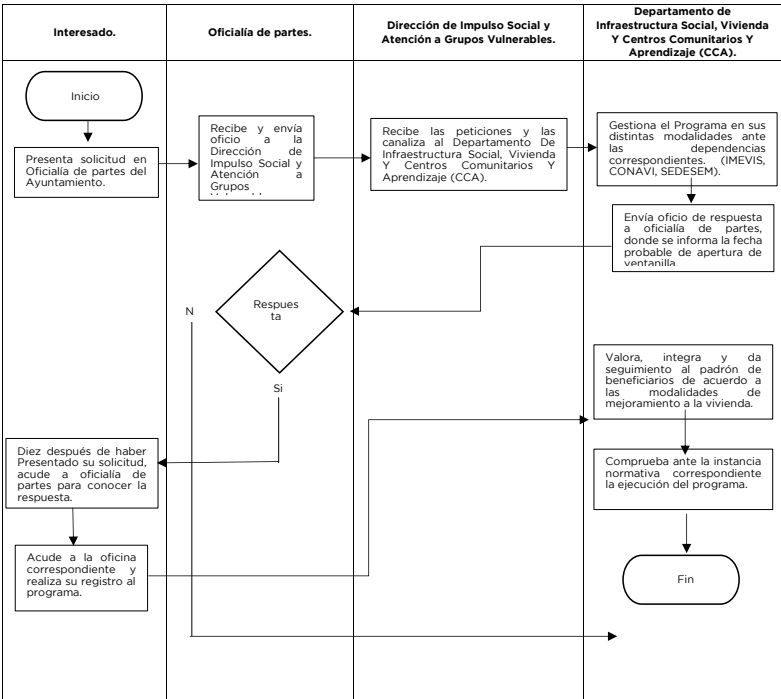 Interesado.
Oficialía de partes.
Dirección de Impulso Social y
Atención a Grupos Vulnerables.
Departamento de
Infraestructura Social, Vivienda
Y Centros Comunitarios Y
Aprendizaje (CCA).
Inicio
Presenta solicitud en
Oficialía de partes del
Ayuntamiento.
Recibe y envía
oficio a la
Dirección de
Impulso Social y
Atención a
Grupos
Recibe las peticiones y las
canaliza al Departamento De
Infraestructura Social, Vivienda
Y Centros Comunitarios Y
Aprendizaje (CCA).
Gestiona el Programa en sus
distintas modalidades ante
las dependencias
correspondientes. (IMEVIS,
CONAVI, SEDESEM).
Envía oficio de respuesta
a oficialía de partes,
donde se informa la fecha
probable de apertura de
ventanilla.
Respues
ta
N
Si
Valora, integra y da
seguimiento al padrón de
beneficiarios de acuerdo a
las modalidades de
mejoramiento a la vivienda.
Diez después de haber
Presentado su solicitud,
acude a oficialía de
partes para conocer la
respuesta.
Comprueba ante la instancia
normativa correspondiente
la ejecución del programa.
Acude a la oficina
correspondiente y
realiza su registro al
programa.
Fin